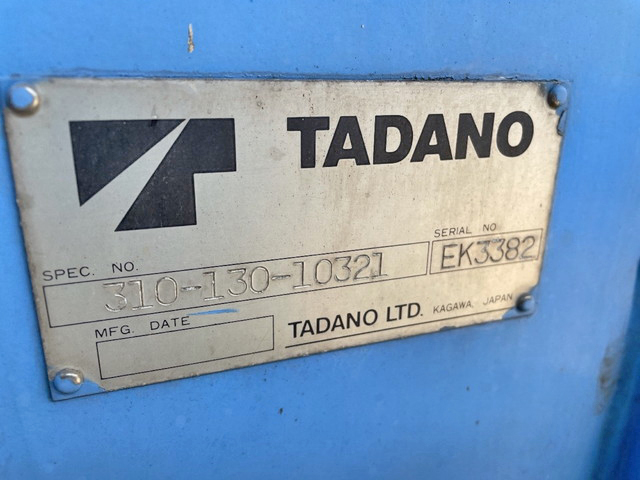 TADANO
SERIAL NO
SPEC. NO.
310-130-10321
EK3382
MFG. DATE
TADANO LTD. KAGAWA, JAPAN